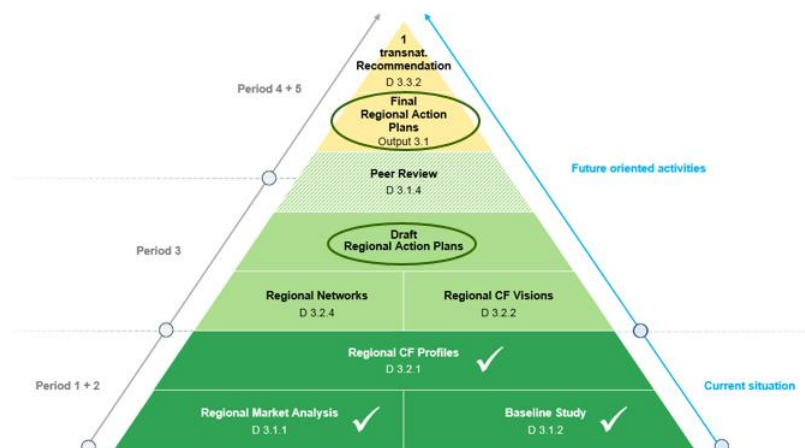 1
transnat.
Recommendation
D 3.3.2
Period 4 + 5
Final
Regional Action
Plans
Output 3.1
Peer Review
D 3.1.4
Future oriented activities
Draft
Regional Action Plans
Period 3
Regional Networks
D 3.2.4
Regional CF Visions
D 3.2.2
Regional CF Profiles
D 3.2.1
Period 1 + 2
Current situation
Regional Market Analysis
D 3.1.1
Baseline Study
D 3.1.2